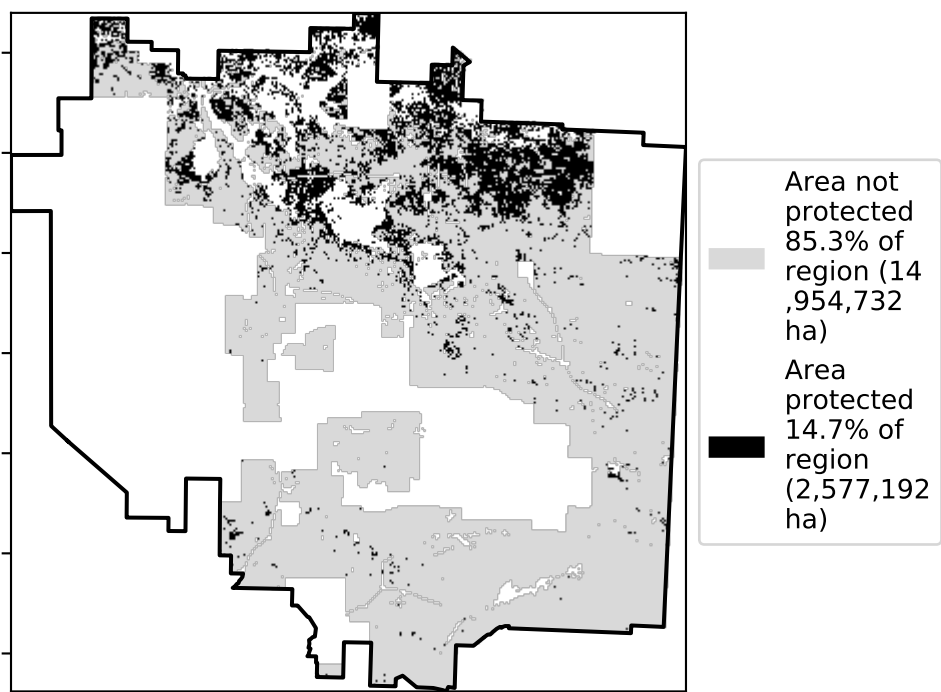 Area not
protected
85.3% of
region (14
,954,732
ha)
Area
protected
14.7% of
region
(2,577,192
ha)